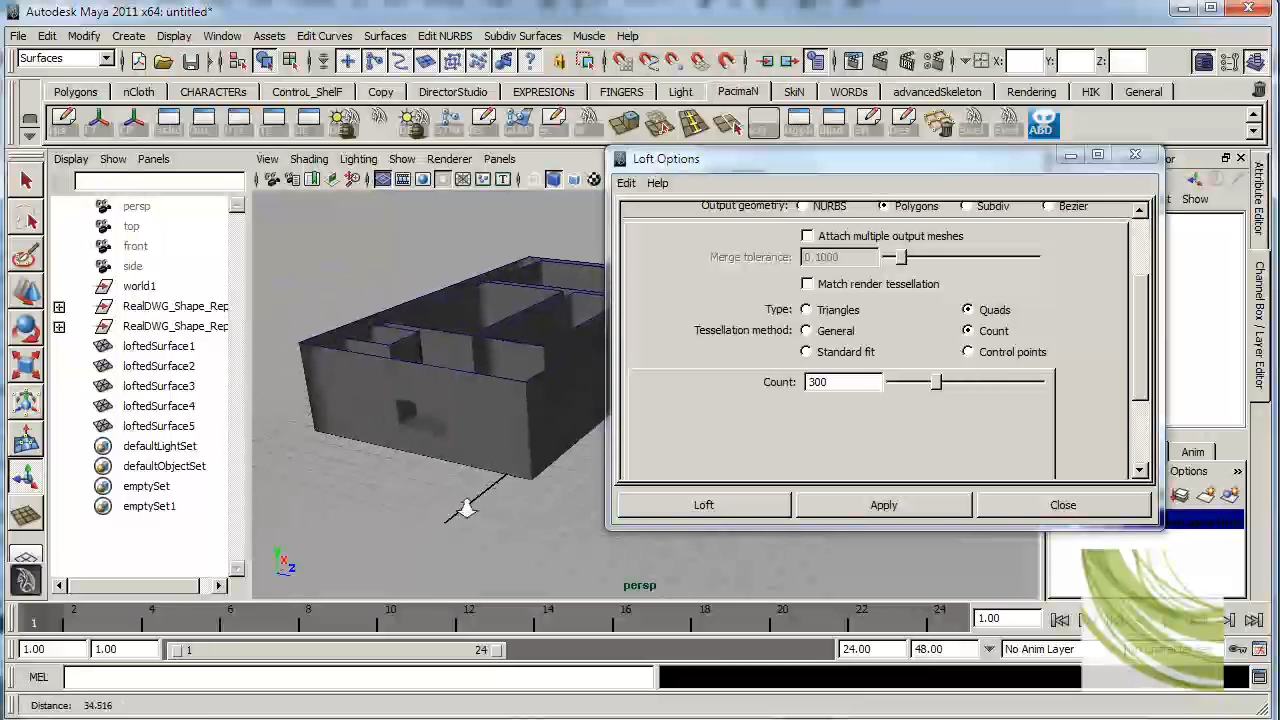 Autodesk Maya 2011 x64: untitled*
File Edit Modify Create Display Window Assets Edit Curves Surfaces Edit NURBS Subdiv Surfaces Muscle Help
Surfaces X: Y: Z:
Polygons nCloth CHARACTERs ControL_ShelF Copy DirectorStudio EXPRESIONs FINGERS Light PacimaN SkiN WORDs advancedSkeleton Rendering HIK General
ABD
Display Show Panels
View Shading Lighting Show Renderer Panels
Loft Options
Edit Help
Show
persp
top
front
side
world1
RealDWG_Shape_Rep
RealDWG_Shape_Rep
loftedSurface1
loftedSurface2
loftedSurface3
loftedSurface4
loftedSurface5
defaultLightSet
defaultObjectSet
emptySet
emptySet1
Output geometry: NURBS Polygons Subdiv Bezier
Attach multiple output meshes
Merge tolerance: 0.1000
Match render tessellation
Type: Triangles Quads
Tessellation method: General Count
Standard fit Control points
Count: 300
Loft Apply Close
Attribute Editor
Channel Box / Layer Editor
Anim
Options
persp
2 4 6 8 10 12 14 16 18 20 22 24
1
1.00
1.00 1.00 1 24 24.00 48.00 No Anim Layer
MEL
Distance: 34.516